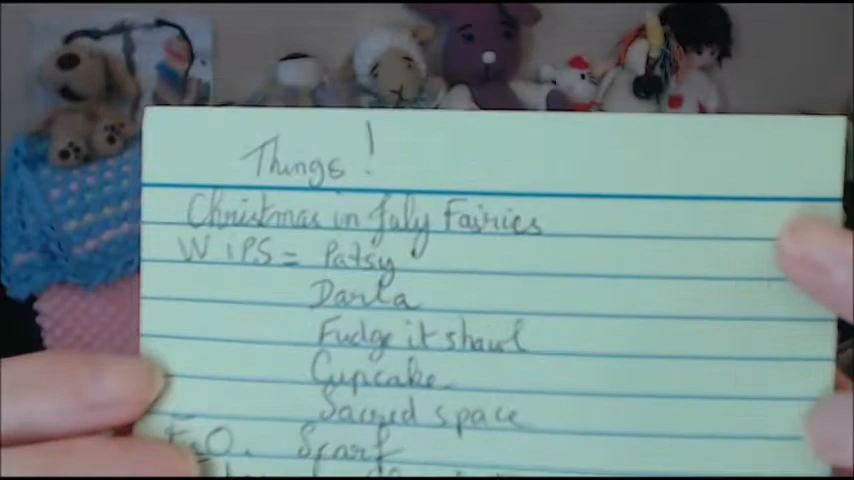 Things!
Christmas in July Fairies
WIPS = Patsy
Darla
Fudge it shawl
Cupcake
Sacred space
F.O. Scarf